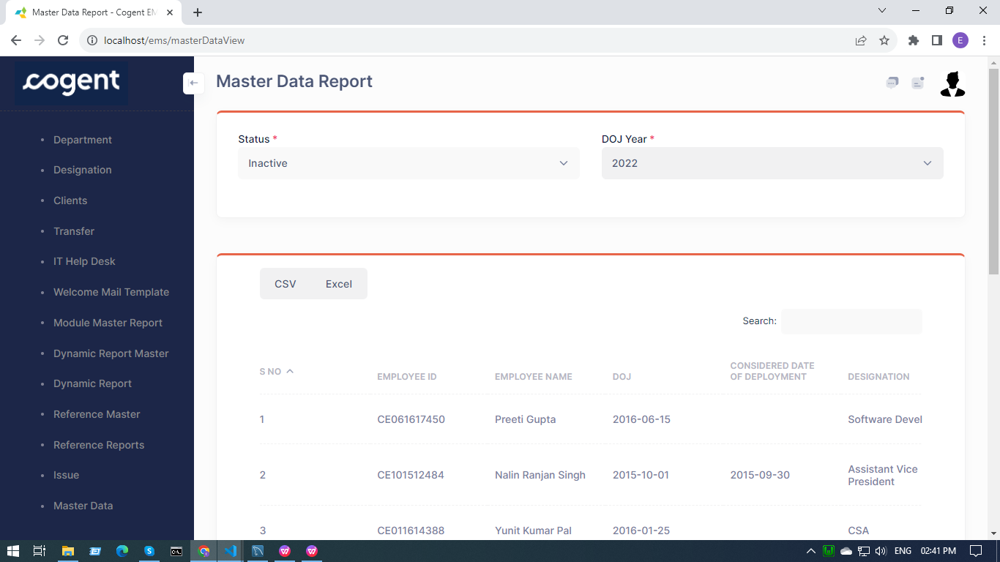 Master Data Report - Cogent EM
localhost/ems/masterDataView
E
cogent
Master Data Report
Department
Designation
Clients
Transfer
IT Help Desk
Welcome Mail Template
Module Master Report
Dynamic Report Master
Dynamic Report
Reference Master
Reference Reports
Issue
Master Data
Status *
DOJ Year *
Inactive
2022
CSV
Excel
Search:
S NO
EMPLOYEE ID
EMPLOYEE NAME
DOJ
CONSIDERED DATE
OF DEPLOYMENT
DESIGNATION
1
CE061617450
Preeti Gupta
2016-06-15
Software Devel
2
CE101512484
Nalin Ranjan Singh
2015-10-01
2015-09-30
Assistant Vice
President
3
CE011614388
Yunit Kumar Pal
2016-01-25
CSA
ENG
02:41 PM